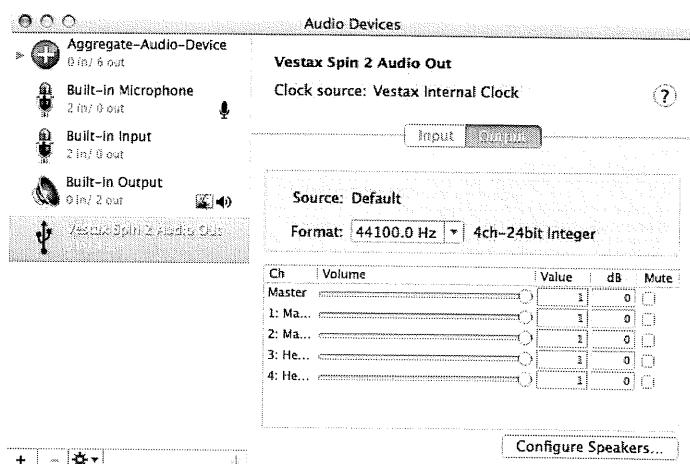 Audio Devices
Aggregate-Audio-Device
0 in/ 6 out
Built-in Microphone
2 in/ 0 out
Built-in Input
2 in/ 0 out
Built-in Output
0 in/ 2 out
Vestax Spin 2 Audio Out
Vestax Spin 2 Audio Out
Clock source: Vestax Internal Clock
?
Input
Output
Source: Default
Format: 44100.0 Hz 4ch-24bit Integer
Ch Volume Value dB Mute
Master 1 0
1: Ma... 1 0
2: Ma... 1 0
3: He... 1 0
4: He... 1 0
Configure Speakers...